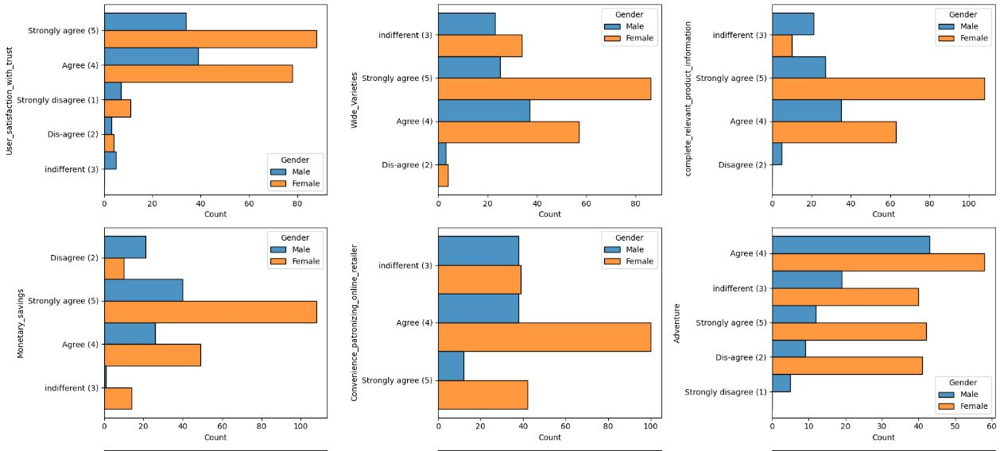 User_satisfaction_with_trust
Strongly agree (5)
Agree (4)
Strongly disagree (1)
Dis-agree (2)
indifferent (3)
Gender
Male
Female
0 20 40 60 80
Count
Wide_Varieties
indifferent (3)
Strongly agree (5)
Agree (4)
Dis-agree (2)
Gender
Male
Female
0 20 40 60 80
Count
complete_relevant_product_information
indifferent (3)
Strongly agree (5)
Agree (4)
Disagree (2)
Gender
Male
Female
0 20 40 60 80 100
Count
Monetary_savings
Disagree (2)
Strongly agree (5)
Agree (4)
indifferent (3)
Gender
Male
Female
0 20 40 60 80 100
Count
Convenience_patronizing_online_retailer
indifferent (3)
Agree (4)
Strongly agree (5)
Gender
Male
Female
0 20 40 60 80 100
Count
Adventure
Agree (4)
indifferent (3)
Strongly agree (5)
Dis-agree (2)
Strongly disagree (1)
Gender
Male
Female
0 10 20 30 40 50 60
Count